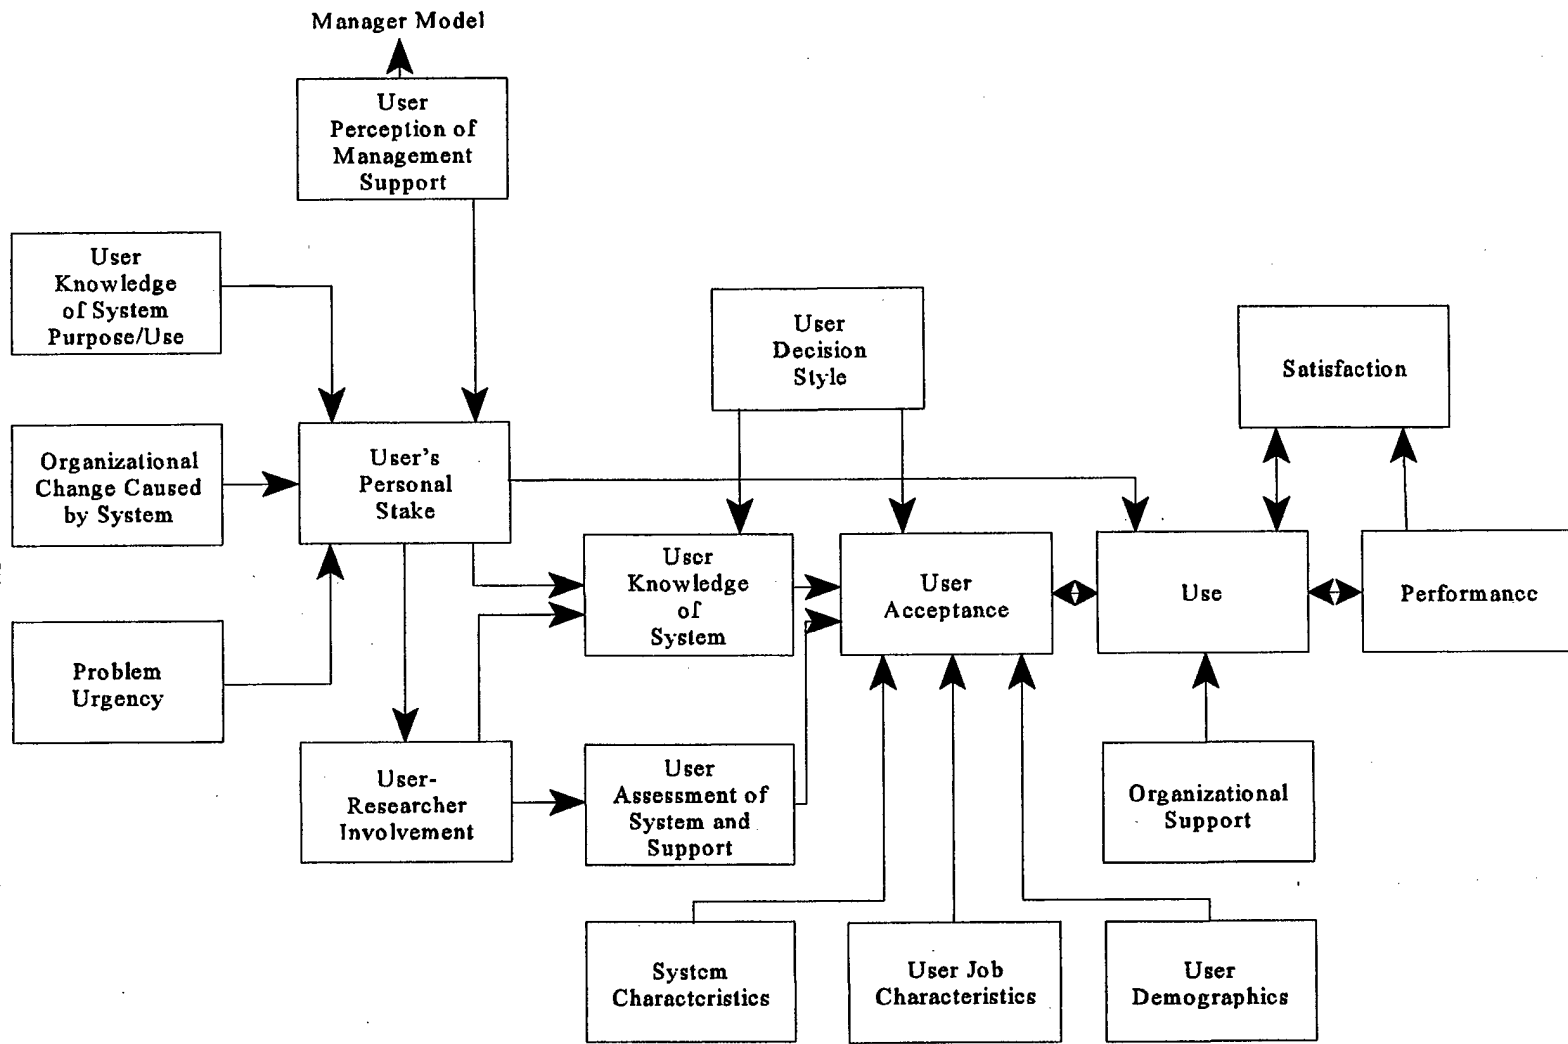 Manager Model
User
Perception of
Management
Support
User
Knowledge
of System
Purpose/Use
User
Decision
Style
Satisfaction
Organizational
Change Caused
by System
User's
Personal
Stake
User
Knowledge
of
System
User
Acceptance
Use
Performance
Problem
Urgency
User-
Researcher
Involvement
User
Assessment of
System and
Support
Organizational
Support
System
Characteristics
User Job
Characteristics
User
Demographics